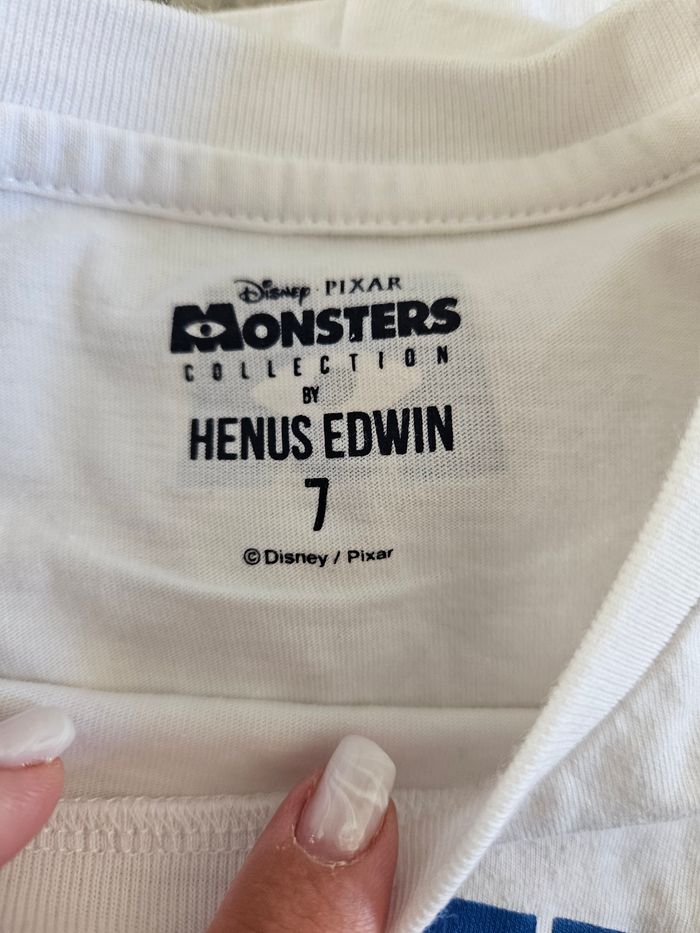 Disney · PIXAR
MONSTERS
COLLECTION
BY
HENUS EDWIN
7
© Disney / Pixar